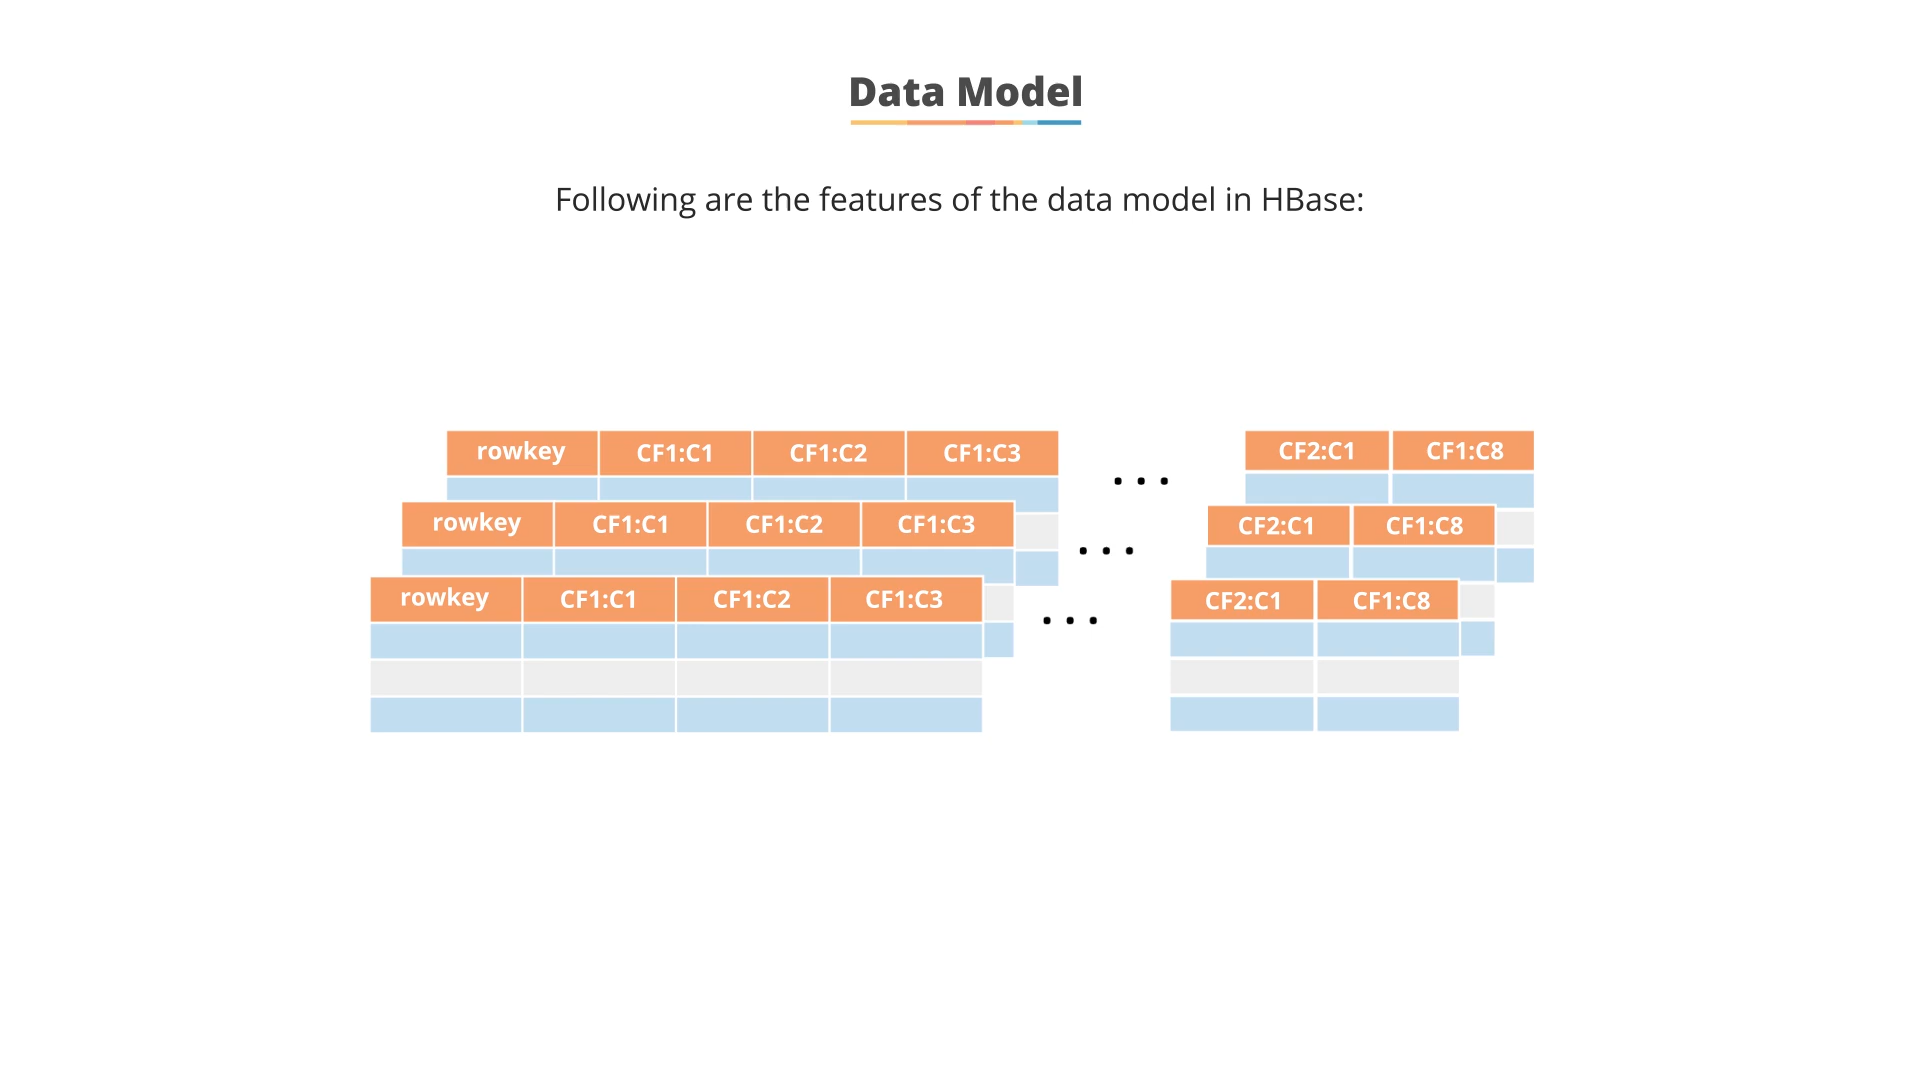 Data Model
Following are the features of the data model in HBase:
rowkey CF1:C1 CF1:C2 CF1:C3 ... CF2:C1 CF1:C8
rowkey CF1:C1 CF1:C2 CF1:C3 ... CF2:C1 CF1:C8
rowkey CF1:C1 CF1:C2 CF1:C3 ... CF2:C1 CF1:C8